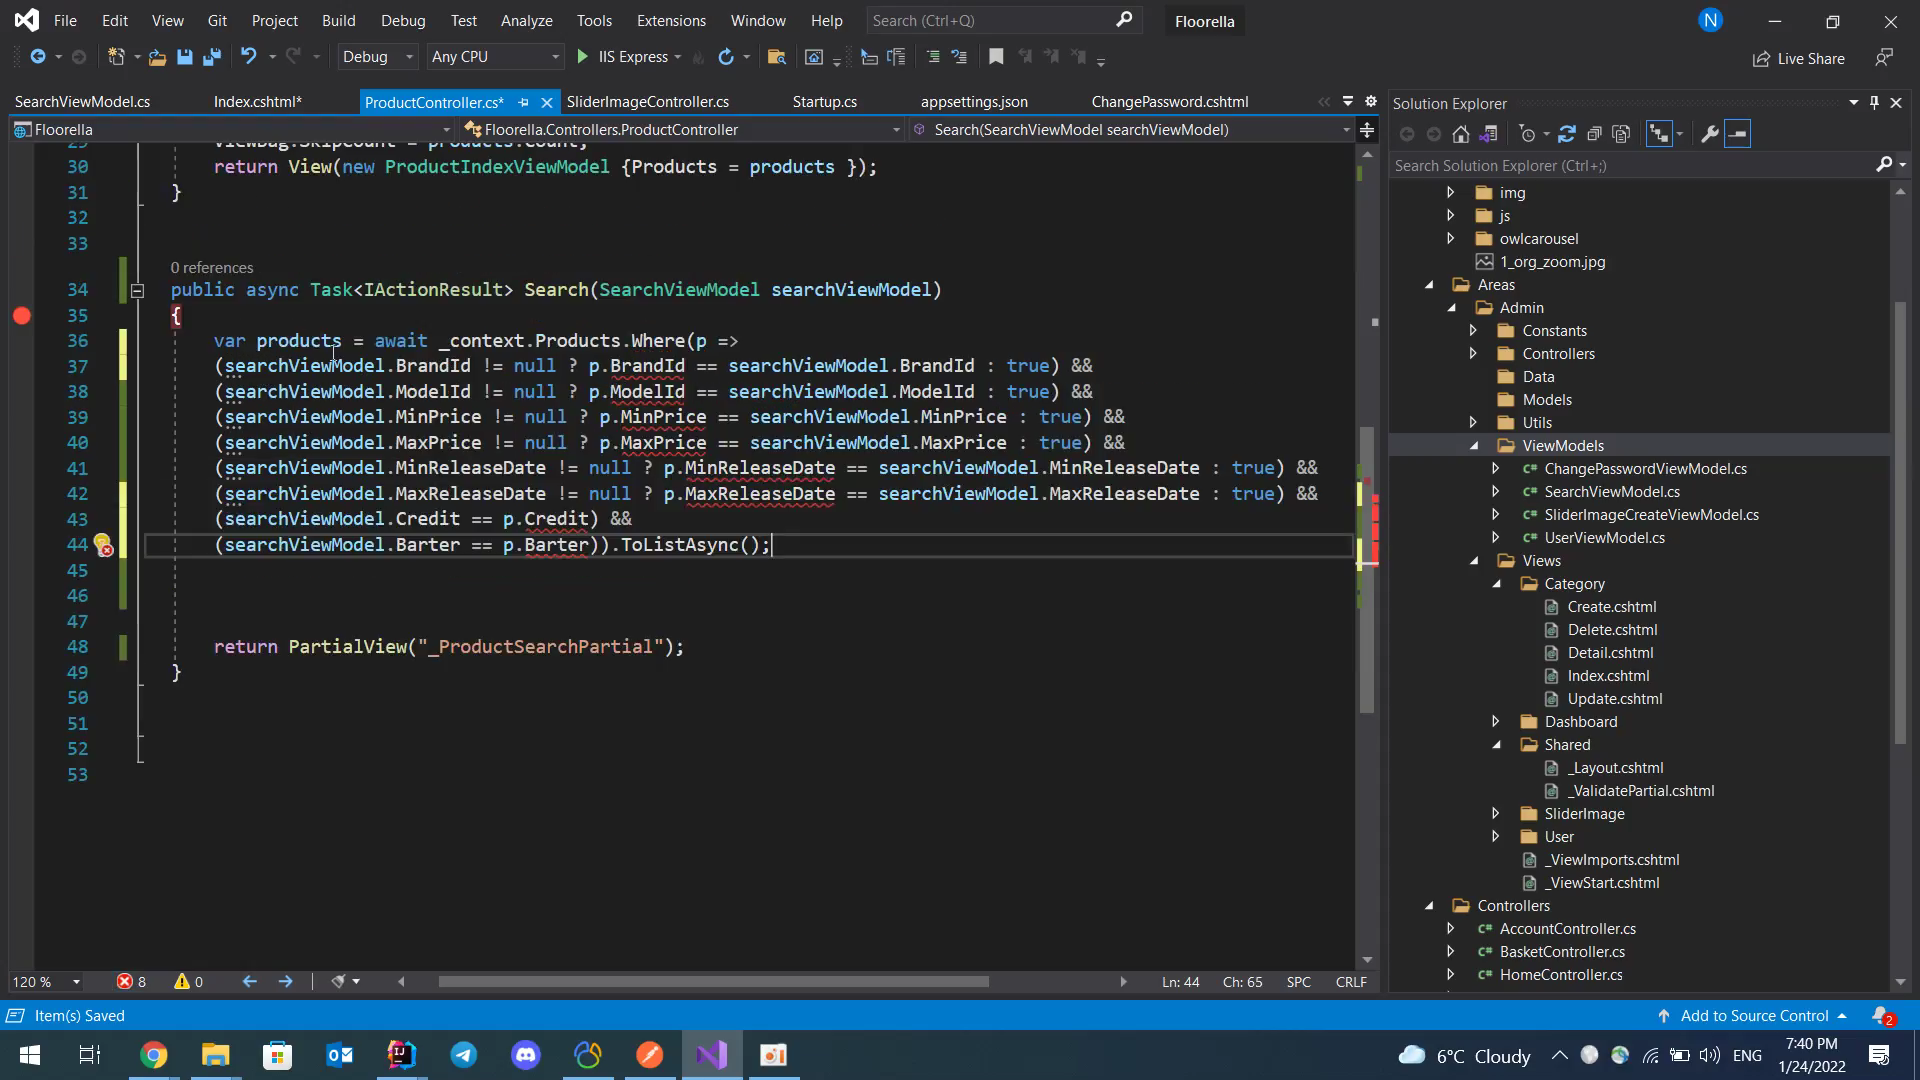 File Edit View Git Project Build Debug Test Analyze Tools Extensions Window Help Search (Ctrl+Q) Floorella N
Debug Any CPU IIS Express Live Share
SearchViewModel.cs Index.cshtml* ProductController.cs* SliderImageController.cs Startup.cs appsettings.json ChangePassword.cshtml
Floorella Floorella.Controllers.ProductController Search(SearchViewModel searchViewModel)
29 ViewBag.SkipCount = products.Count;
30 return View(new ProductIndexViewModel {Products = products });
31 }
32
33
0 references
34 public async Task<IActionResult> Search(SearchViewModel searchViewModel)
35 {
36 var products = await _context.Products.Where(p =>
37 (searchViewModel.BrandId != null ? p.BrandId == searchViewModel.BrandId : true) &&
38 (searchViewModel.ModelId != null ? p.ModelId == searchViewModel.ModelId : true) &&
39 (searchViewModel.MinPrice != null ? p.MinPrice == searchViewModel.MinPrice : true) &&
40 (searchViewModel.MaxPrice != null ? p.MaxPrice == searchViewModel.MaxPrice : true) &&
41 (searchViewModel.MinReleaseDate != null ? p.MinReleaseDate == searchViewModel.MinReleaseDate : true) &&
42 (searchViewModel.MaxReleaseDate != null ? p.MaxReleaseDate == searchViewModel.MaxReleaseDate : true) &&
43 (searchViewModel.Credit == p.Credit) &&
44 (searchViewModel.Barter == p.Barter)).ToListAsync();
45
46
47
48 return PartialView("_ProductSearchPartial");
49 }
50
51
52
53
120 % 8 0 Ln: 44 Ch: 65 SPC CRLF
Solution Explorer
Search Solution Explorer (Ctrl+;)
img
js
owlcarousel
1_org_zoom.jpg
Areas
Admin
Constants
Controllers
Data
Models
Utils
ViewModels
C# ChangePasswordViewModel.cs
C# SearchViewModel.cs
C# SliderImageCreateViewModel.cs
C# UserViewModel.cs
Views
Category
Create.cshtml
Delete.cshtml
Detail.cshtml
Index.cshtml
Update.cshtml
Dashboard
Shared
_Layout.cshtml
_ValidatePartial.cshtml
SliderImage
User
_ViewImports.cshtml
_ViewStart.cshtml
Controllers
C# AccountController.cs
C# BasketController.cs
C# HomeController.cs
Item(s) Saved Add to Source Control 2
6°C Cloudy ENG 7:40 PM
1/24/2022